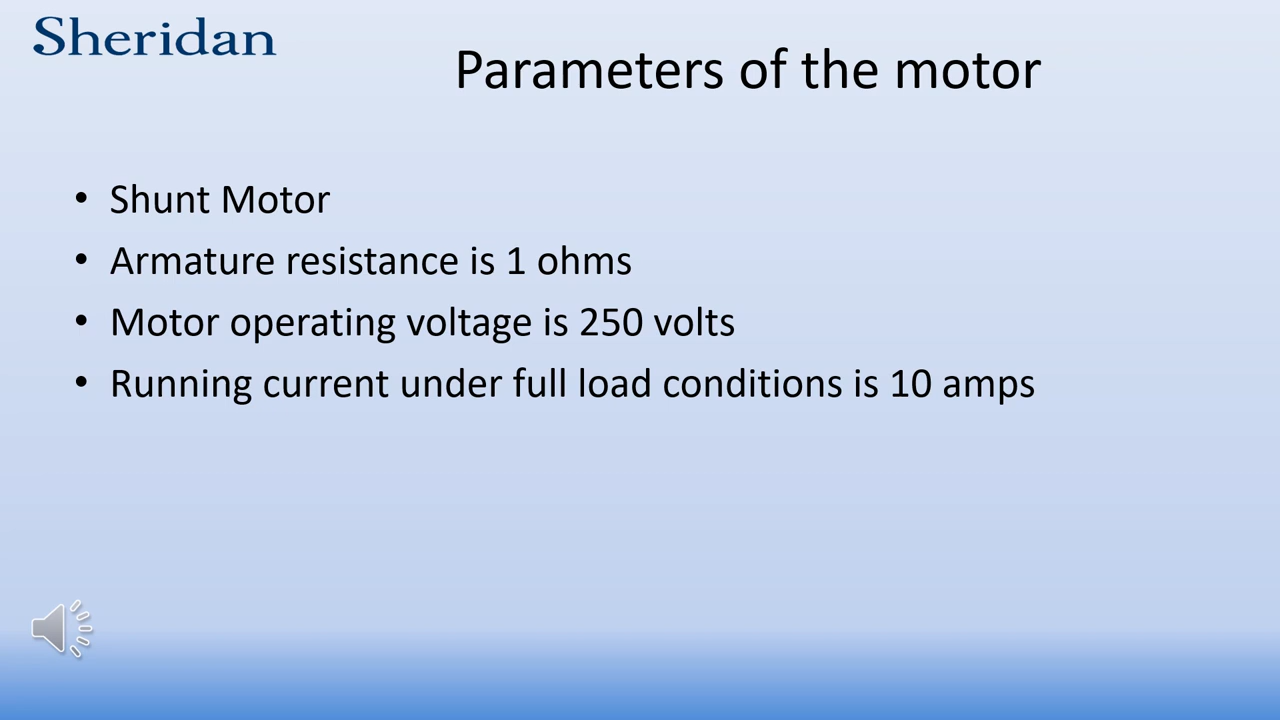 Sheridan
Parameters of the motor
• Shunt Motor
• Armature resistance is 1 ohms
• Motor operating voltage is 250 volts
• Running current under full load conditions is 10 amps